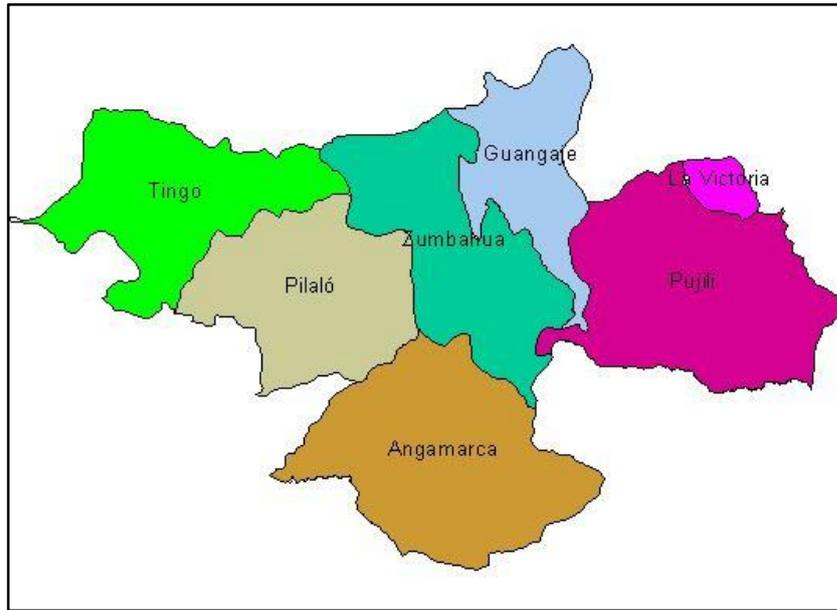 Guangaje
La Victoria
Tingo
Zumbahua
Pilaló
Pujilí
Angamarca